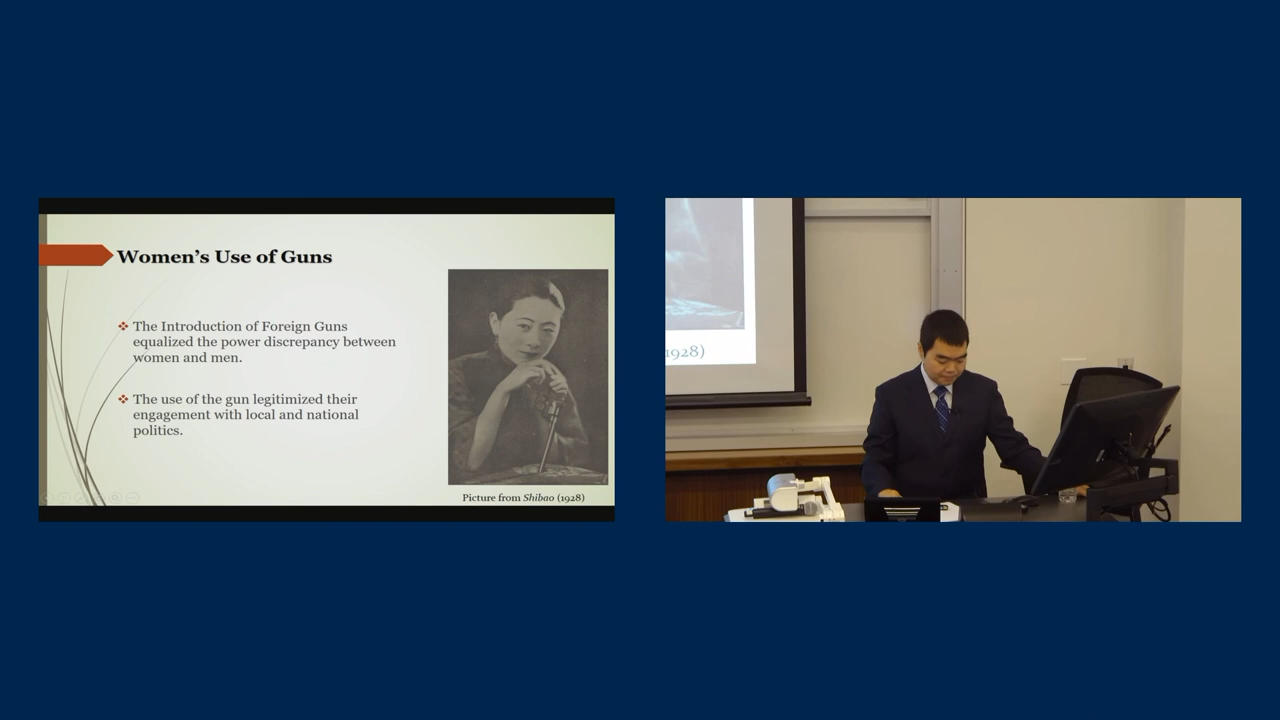 Women's Use of Guns
❖ The Introduction of Foreign Guns
equalized the power discrepancy between
women and men.
❖ The use of the gun legitimized their
engagement with local and national
politics.
Picture from Shibao (1928)
1928)